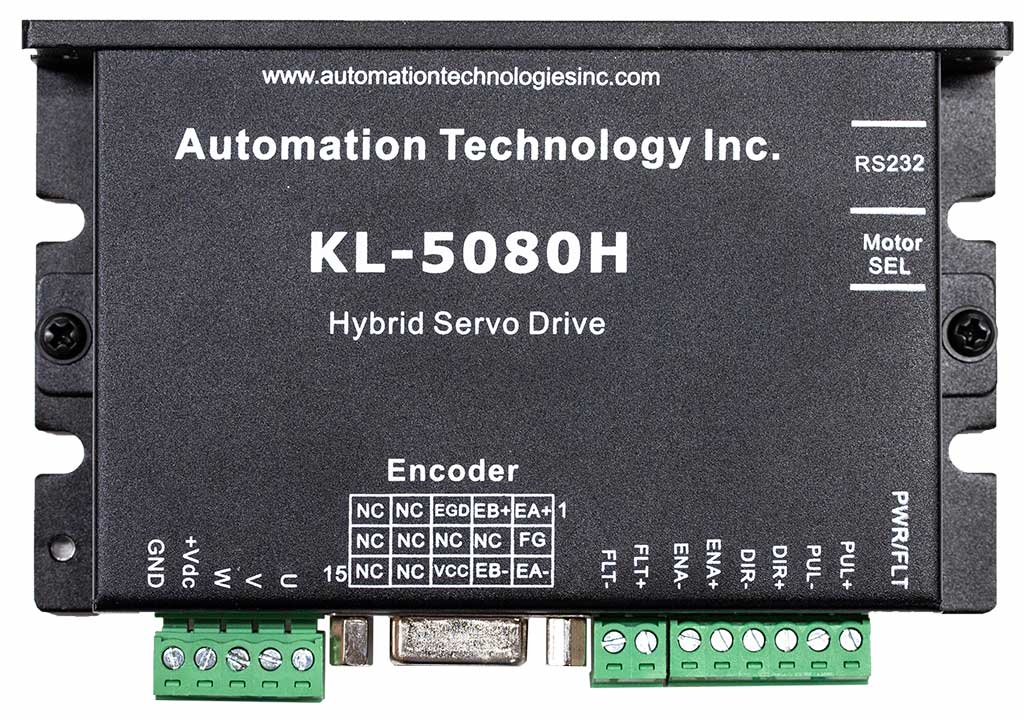 www.automationtechnologiesinc.com
Automation Technology Inc.
RS232
KL-5080H
Motor
SEL
Hybrid Servo Drive
Encoder
NC NC EGD EB+ EA+ 1
NC NC NC NC FG
15 NC NC VCC EB- EA-
GND
+Vdc
W
V
U
FLT-
FLT+
ENA-
ENA+
DIR-
DIR+
PUL-
PUL+
PWR/FLT